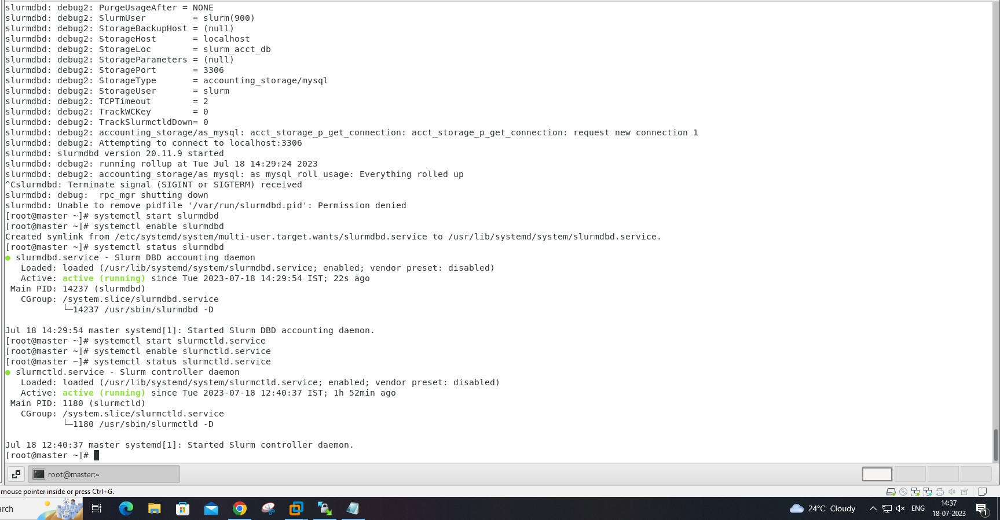 slurmdbd: debug2: PurgeUsageAfter = NONE
slurmdbd: debug2: SlurmUser         = slurm(900)
slurmdbd: debug2: StorageBackupHost = (null)
slurmdbd: debug2: StorageHost       = localhost
slurmdbd: debug2: StorageLoc        = slurm_acct_db
slurmdbd: debug2: StorageParameters = (null)
slurmdbd: debug2: StoragePort       = 3306
slurmdbd: debug2: StorageType       = accounting_storage/mysql
slurmdbd: debug2: StorageUser       = slurm
slurmdbd: debug2: TCPTimeout        = 2
slurmdbd: debug2: TrackWCKey        = 0
slurmdbd: debug2: TrackSlurmctldDown= 0
slurmdbd: debug2: accounting_storage/as_mysql: acct_storage_p_get_connection: acct_storage_p_get_connection: request new connection 1
slurmdbd: debug2: Attempting to connect to localhost:3306
slurmdbd: slurmdbd version 20.11.9 started
slurmdbd: debug2: running rollup at Tue Jul 18 14:29:24 2023
slurmdbd: debug2: accounting_storage/as_mysql: as_mysql_roll_usage: Everything rolled up
^Cslurmdbd: Terminate signal (SIGINT or SIGTERM) received
slurmdbd: debug:  rpc_mgr shutting down
slurmdbd: Unable to remove pidfile '/var/run/slurmdbd.pid': Permission denied
[root@master ~]# systemctl start slurmdbd
[root@master ~]# systemctl enable slurmdbd
Created symlink from /etc/systemd/system/multi-user.target.wants/slurmdbd.service to /usr/lib/systemd/system/slurmdbd.service.
[root@master ~]# systemctl status slurmdbd
● slurmdbd.service - Slurm DBD accounting daemon
   Loaded: loaded (/usr/lib/systemd/system/slurmdbd.service; enabled; vendor preset: disabled)
   Active: active (running) since Tue 2023-07-18 14:29:54 IST; 22s ago
 Main PID: 14237 (slurmdbd)
   CGroup: /system.slice/slurmdbd.service
           └─14237 /usr/sbin/slurmdbd -D
Jul 18 14:29:54 master systemd[1]: Started Slurm DBD accounting daemon.
[root@master ~]# systemctl start slurmctld.service
[root@master ~]# systemctl enable slurmctld.service
[root@master ~]# systemctl status slurmctld.service
● slurmctld.service - Slurm controller daemon
   Loaded: loaded (/usr/lib/systemd/system/slurmctld.service; enabled; vendor preset: disabled)
   Active: active (running) since Tue 2023-07-18 12:40:37 IST; 1h 52min ago
 Main PID: 1180 (slurmctld)
   CGroup: /system.slice/slurmctld.service
           └─1180 /usr/sbin/slurmctld -D
Jul 18 12:40:37 master systemd[1]: Started Slurm controller daemon.
[root@master ~]#
root@master:~
mouse pointer inside or press Ctrl+G.
arch
24°C Cloudy
ENG
14:37
18-07-2023
1